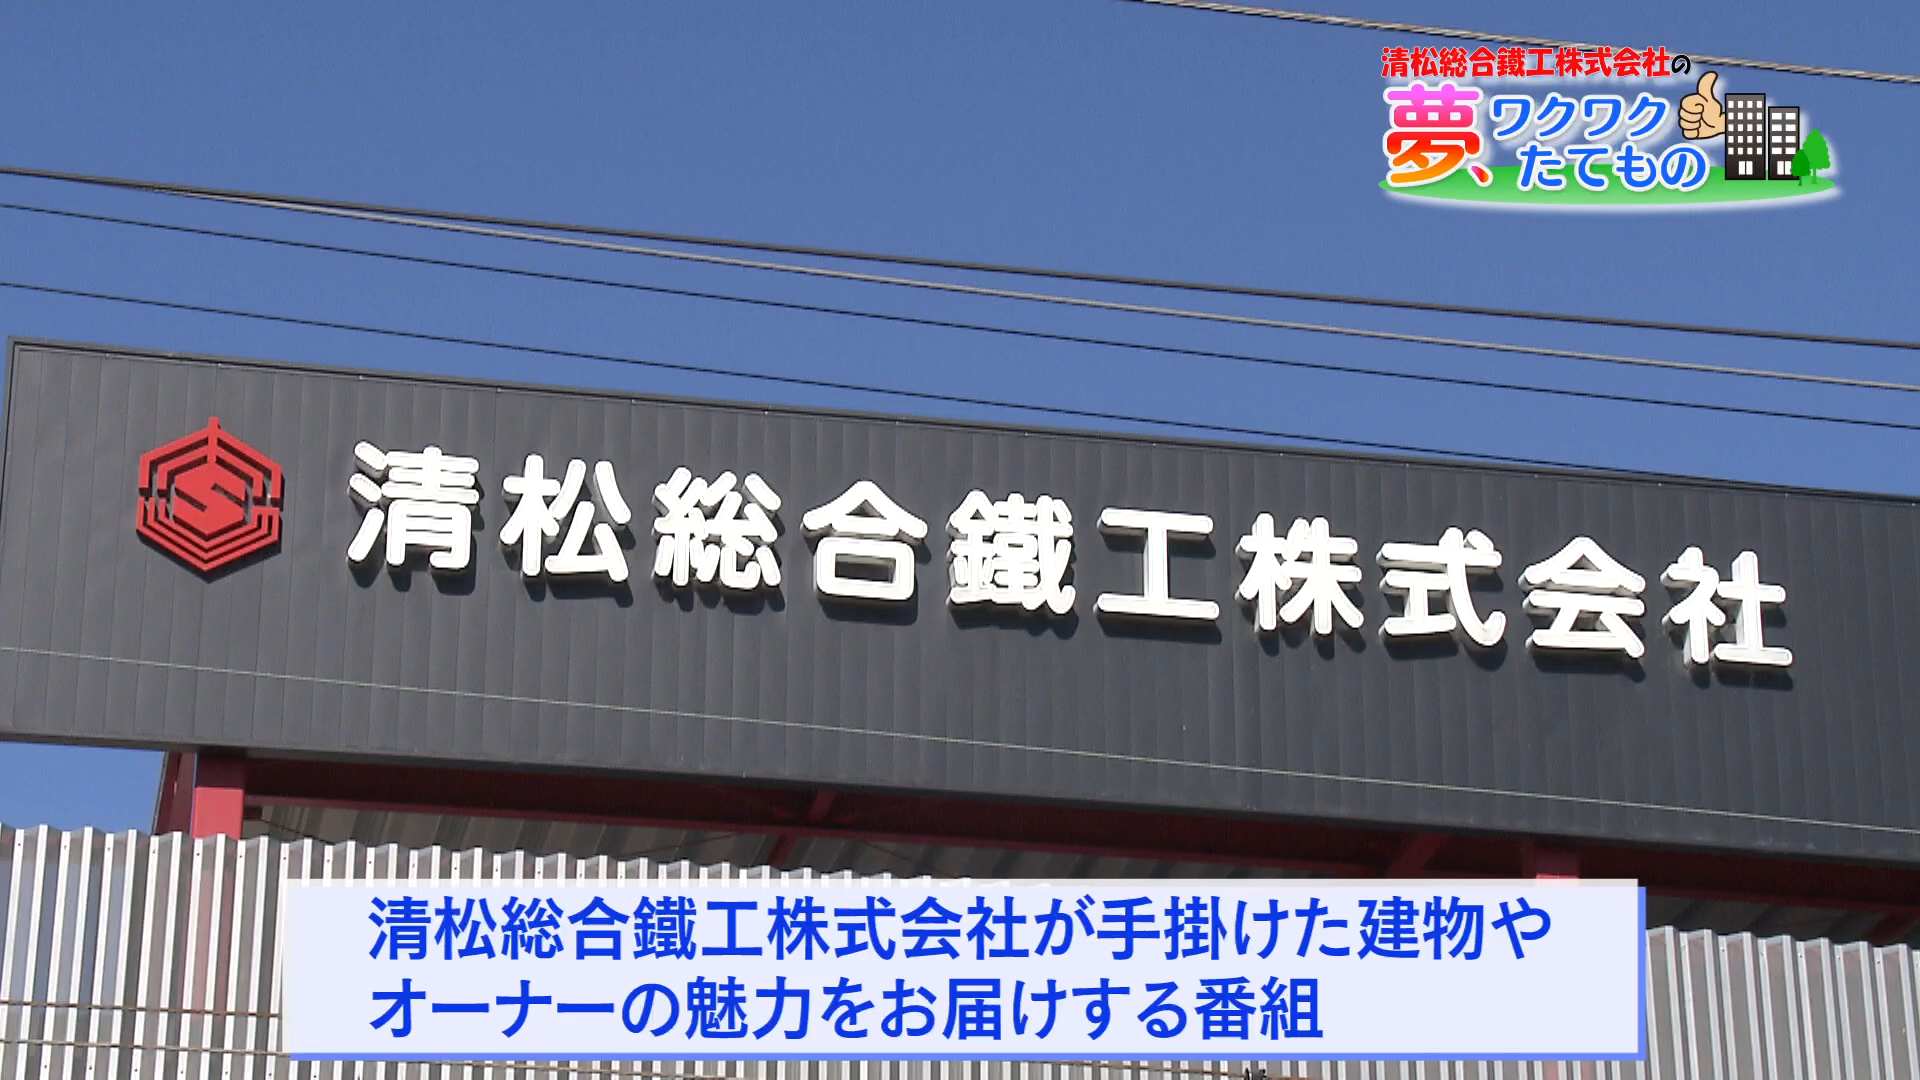 清松総合鐵工株式会社の
夢、ワクワク
たてもの
S
清松総合鐵工株式会社
清松総合鐵工株式会社が手掛けた建物や
オーナーの魅力をお届けする番組